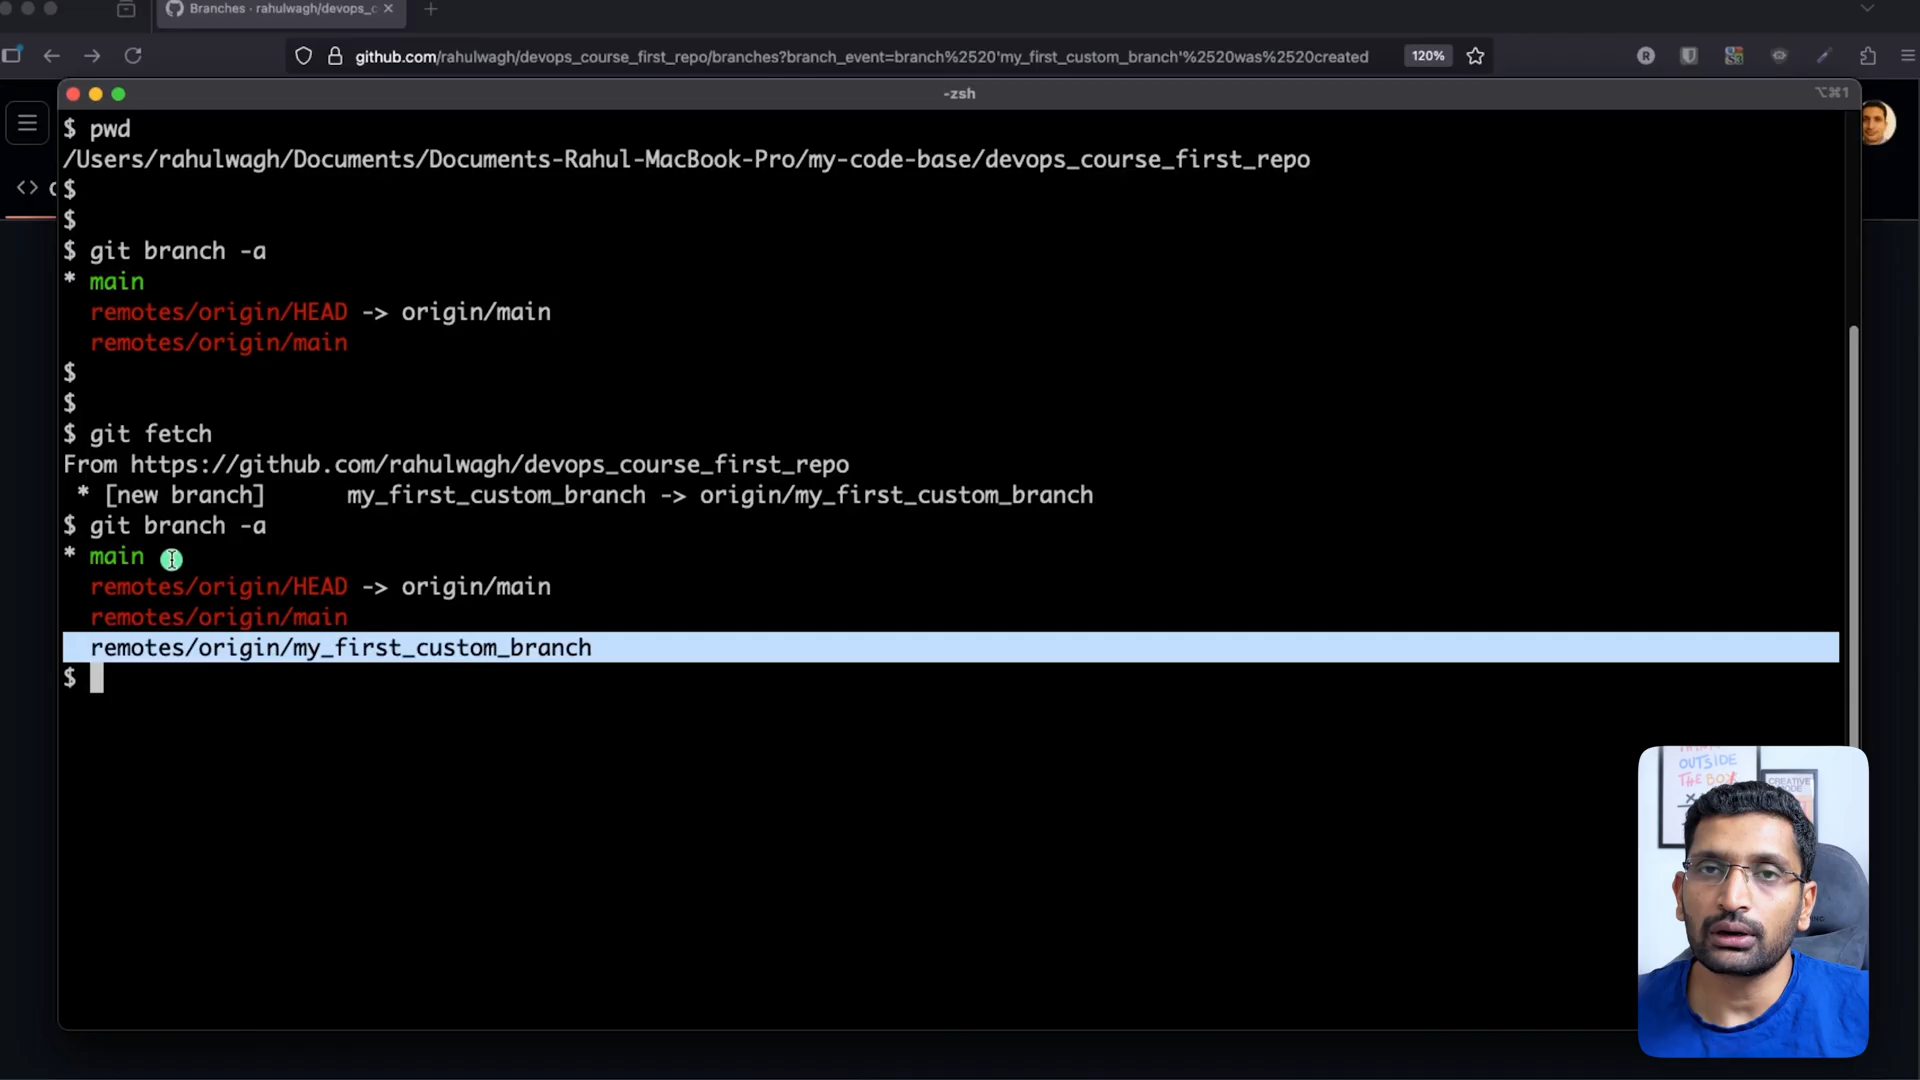 Branches · rahulwagh/devops_c
github.com/rahulwagh/devops_course_first_repo/branches?branch_event=branch%2520'my_first_custom_branch'%2520was%2520created
120%
R
-zsh
⌥⌘1
$ pwd
/Users/rahulwagh/Documents/Documents-Rahul-MacBook-Pro/my-code-base/devops_course_first_repo
$
$
$ git branch -a
* main
remotes/origin/HEAD -> origin/main
remotes/origin/main
$
$
$ git fetch
From https://github.com/rahulwagh/devops_course_first_repo
* [new branch] my_first_custom_branch -> origin/my_first_custom_branch
$ git branch -a
* main
remotes/origin/HEAD -> origin/main
remotes/origin/main
remotes/origin/my_first_custom_branch
$
OUTSIDE
THE BOX
CREATIVE